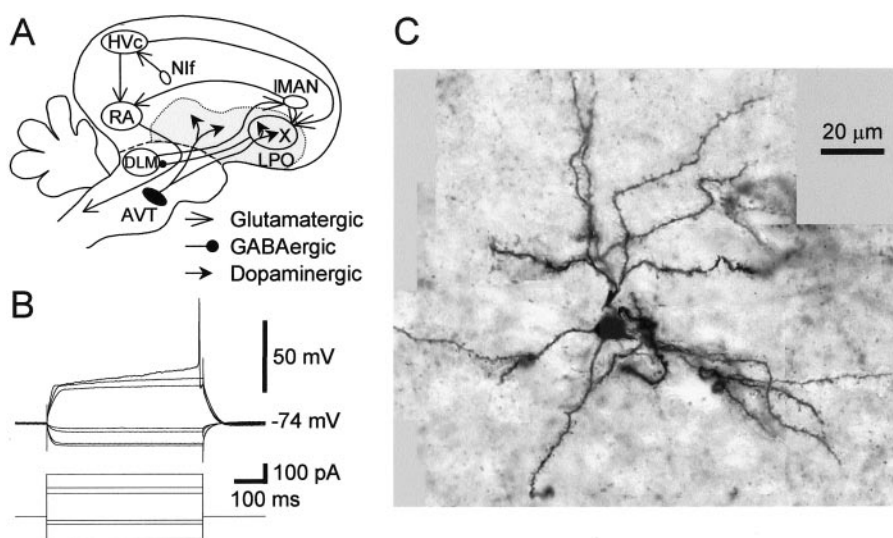 A
HVc
NIf
lMAN
RA
X
DLM
LPO
AVT
Glutamatergic
GABAergic
Dopaminergic
B
50 mV
-74 mV
100 pA
100 ms
C
20 μm